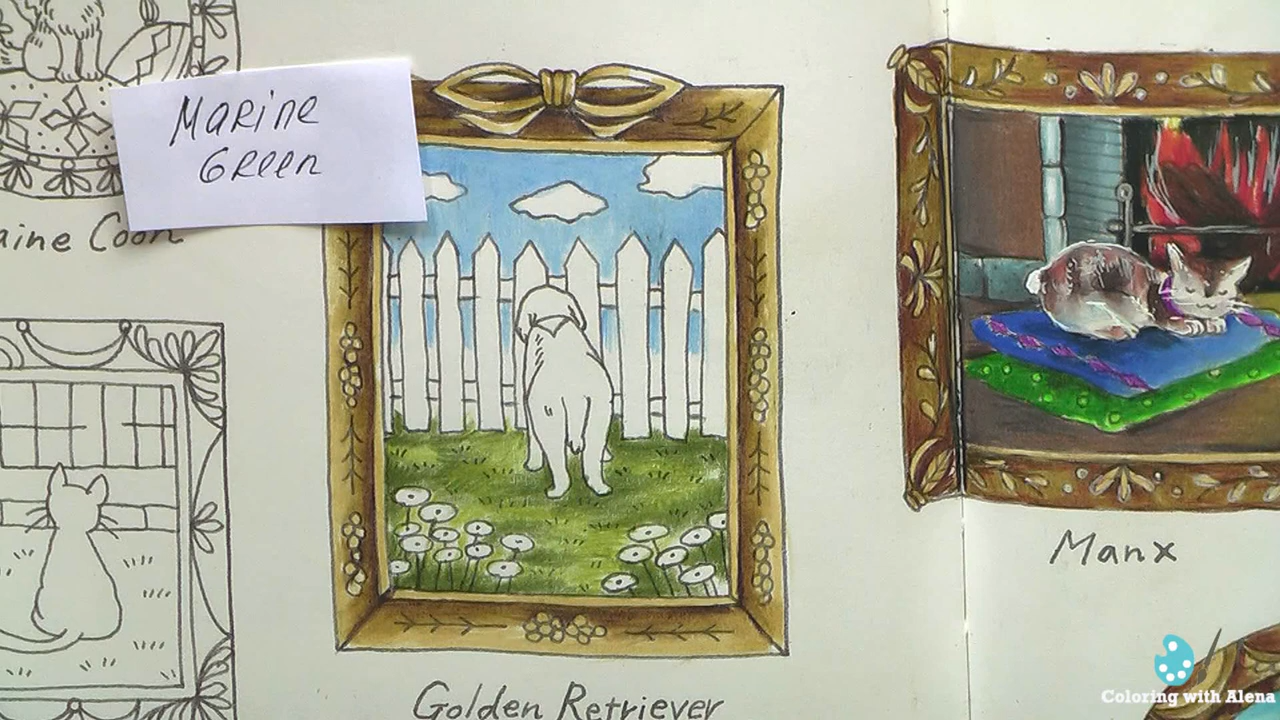 Marine
Green
aine Coon
Manx
Golden Retriever
Coloring with Alena